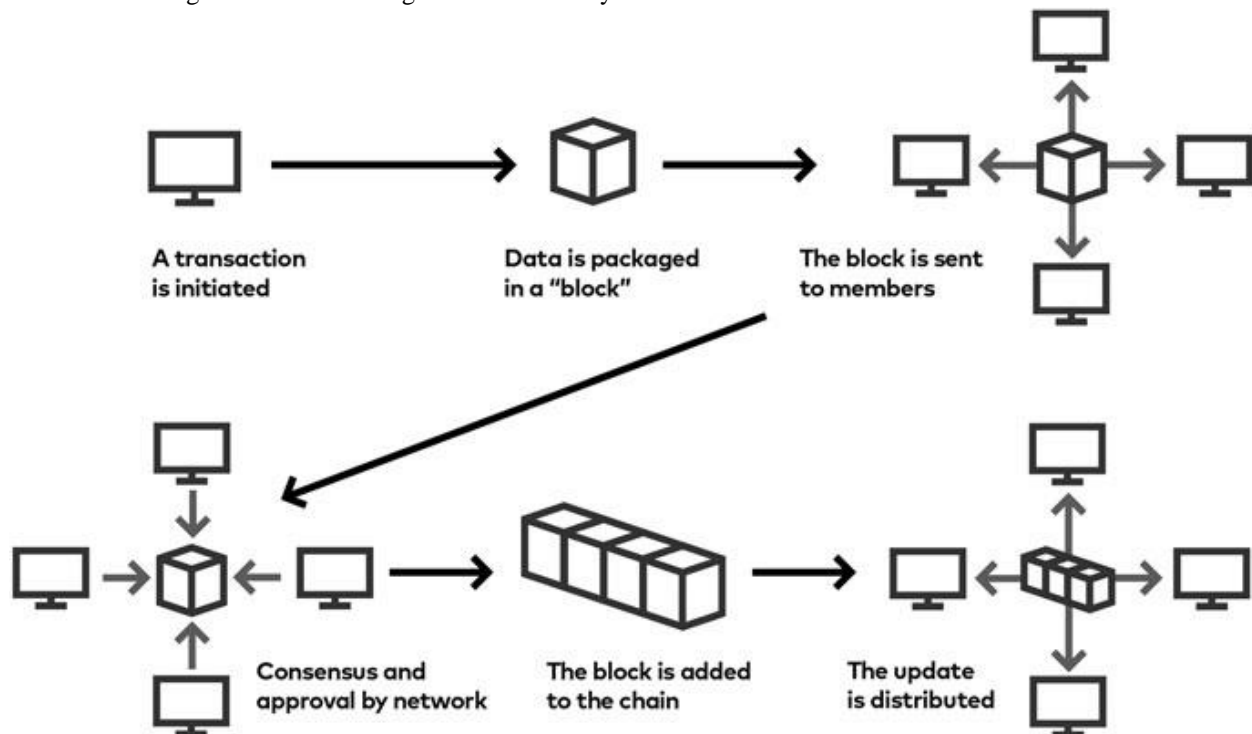 A transaction
is initiated
Data is packaged
in a “block”
The block is sent
to members
Consensus and
approval by network
The block is added
to the chain
The update
is distributed